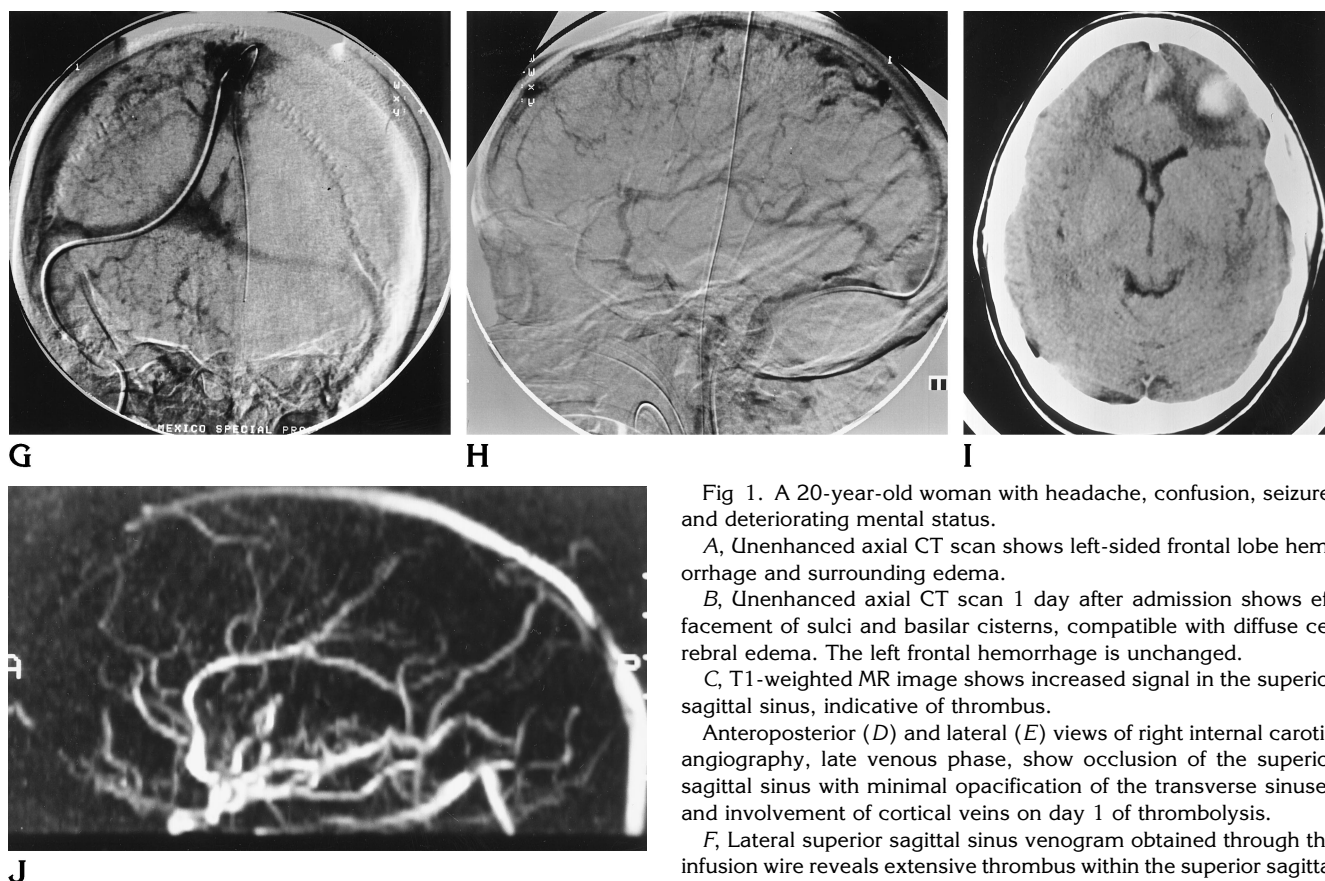 MEXICO SPECIAL
G
H
I
A
J
Fig 1. A 20-year-old woman with headache, confusion, seizure
and deteriorating mental status.
A, Unenhanced axial CT scan shows left-sided frontal lobe hem
orrhage and surrounding edema.
B, Unenhanced axial CT scan 1 day after admission shows ef
facement of sulci and basilar cisterns, compatible with diffuse ce
rebral edema. The left frontal hemorrhage is unchanged.
C, T1-weighted MR image shows increased signal in the superio
sagittal sinus, indicative of thrombus.
Anteroposterior (D) and lateral (E) views of right internal caroti
angiography, late venous phase, show occlusion of the superio
sagittal sinus with minimal opacification of the transverse sinuse
and involvement of cortical veins on day 1 of thrombolysis.
F, Lateral superior sagittal sinus venogram obtained through th
infusion wire reveals extensive thrombus within the superior sagitta